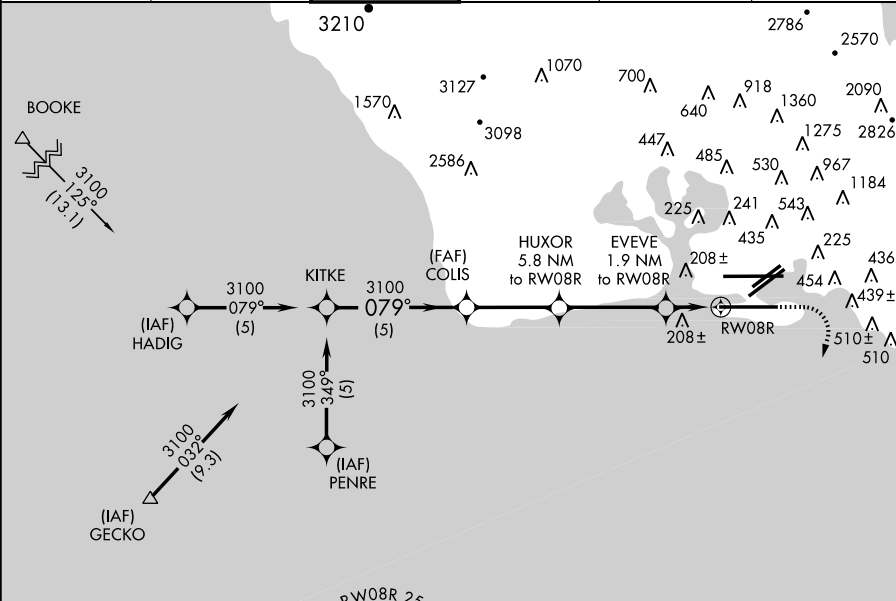 3210
2786
2570
3127
1070
700
640
918
1360
2090
2826
BOOKE
1570
3098
1275
2586
447
485
530
967
1184
3100
125°
(13.1)
225
241
435
543
225
(FAF)
COLIS
HUXOR
5.8 NM
to RW08R
EVEVE
1.9 NM
to RW08R
208±
454
436
439±
KITKE
3100
079°
(5)
3100
079°
(5)
(IAF)
HADIG
208±
RW08R
510±
510
3100
349°
(5)
3100
032°
(9.3)
(IAF)
PENRE
(IAF)
GECKO
RW08R 25